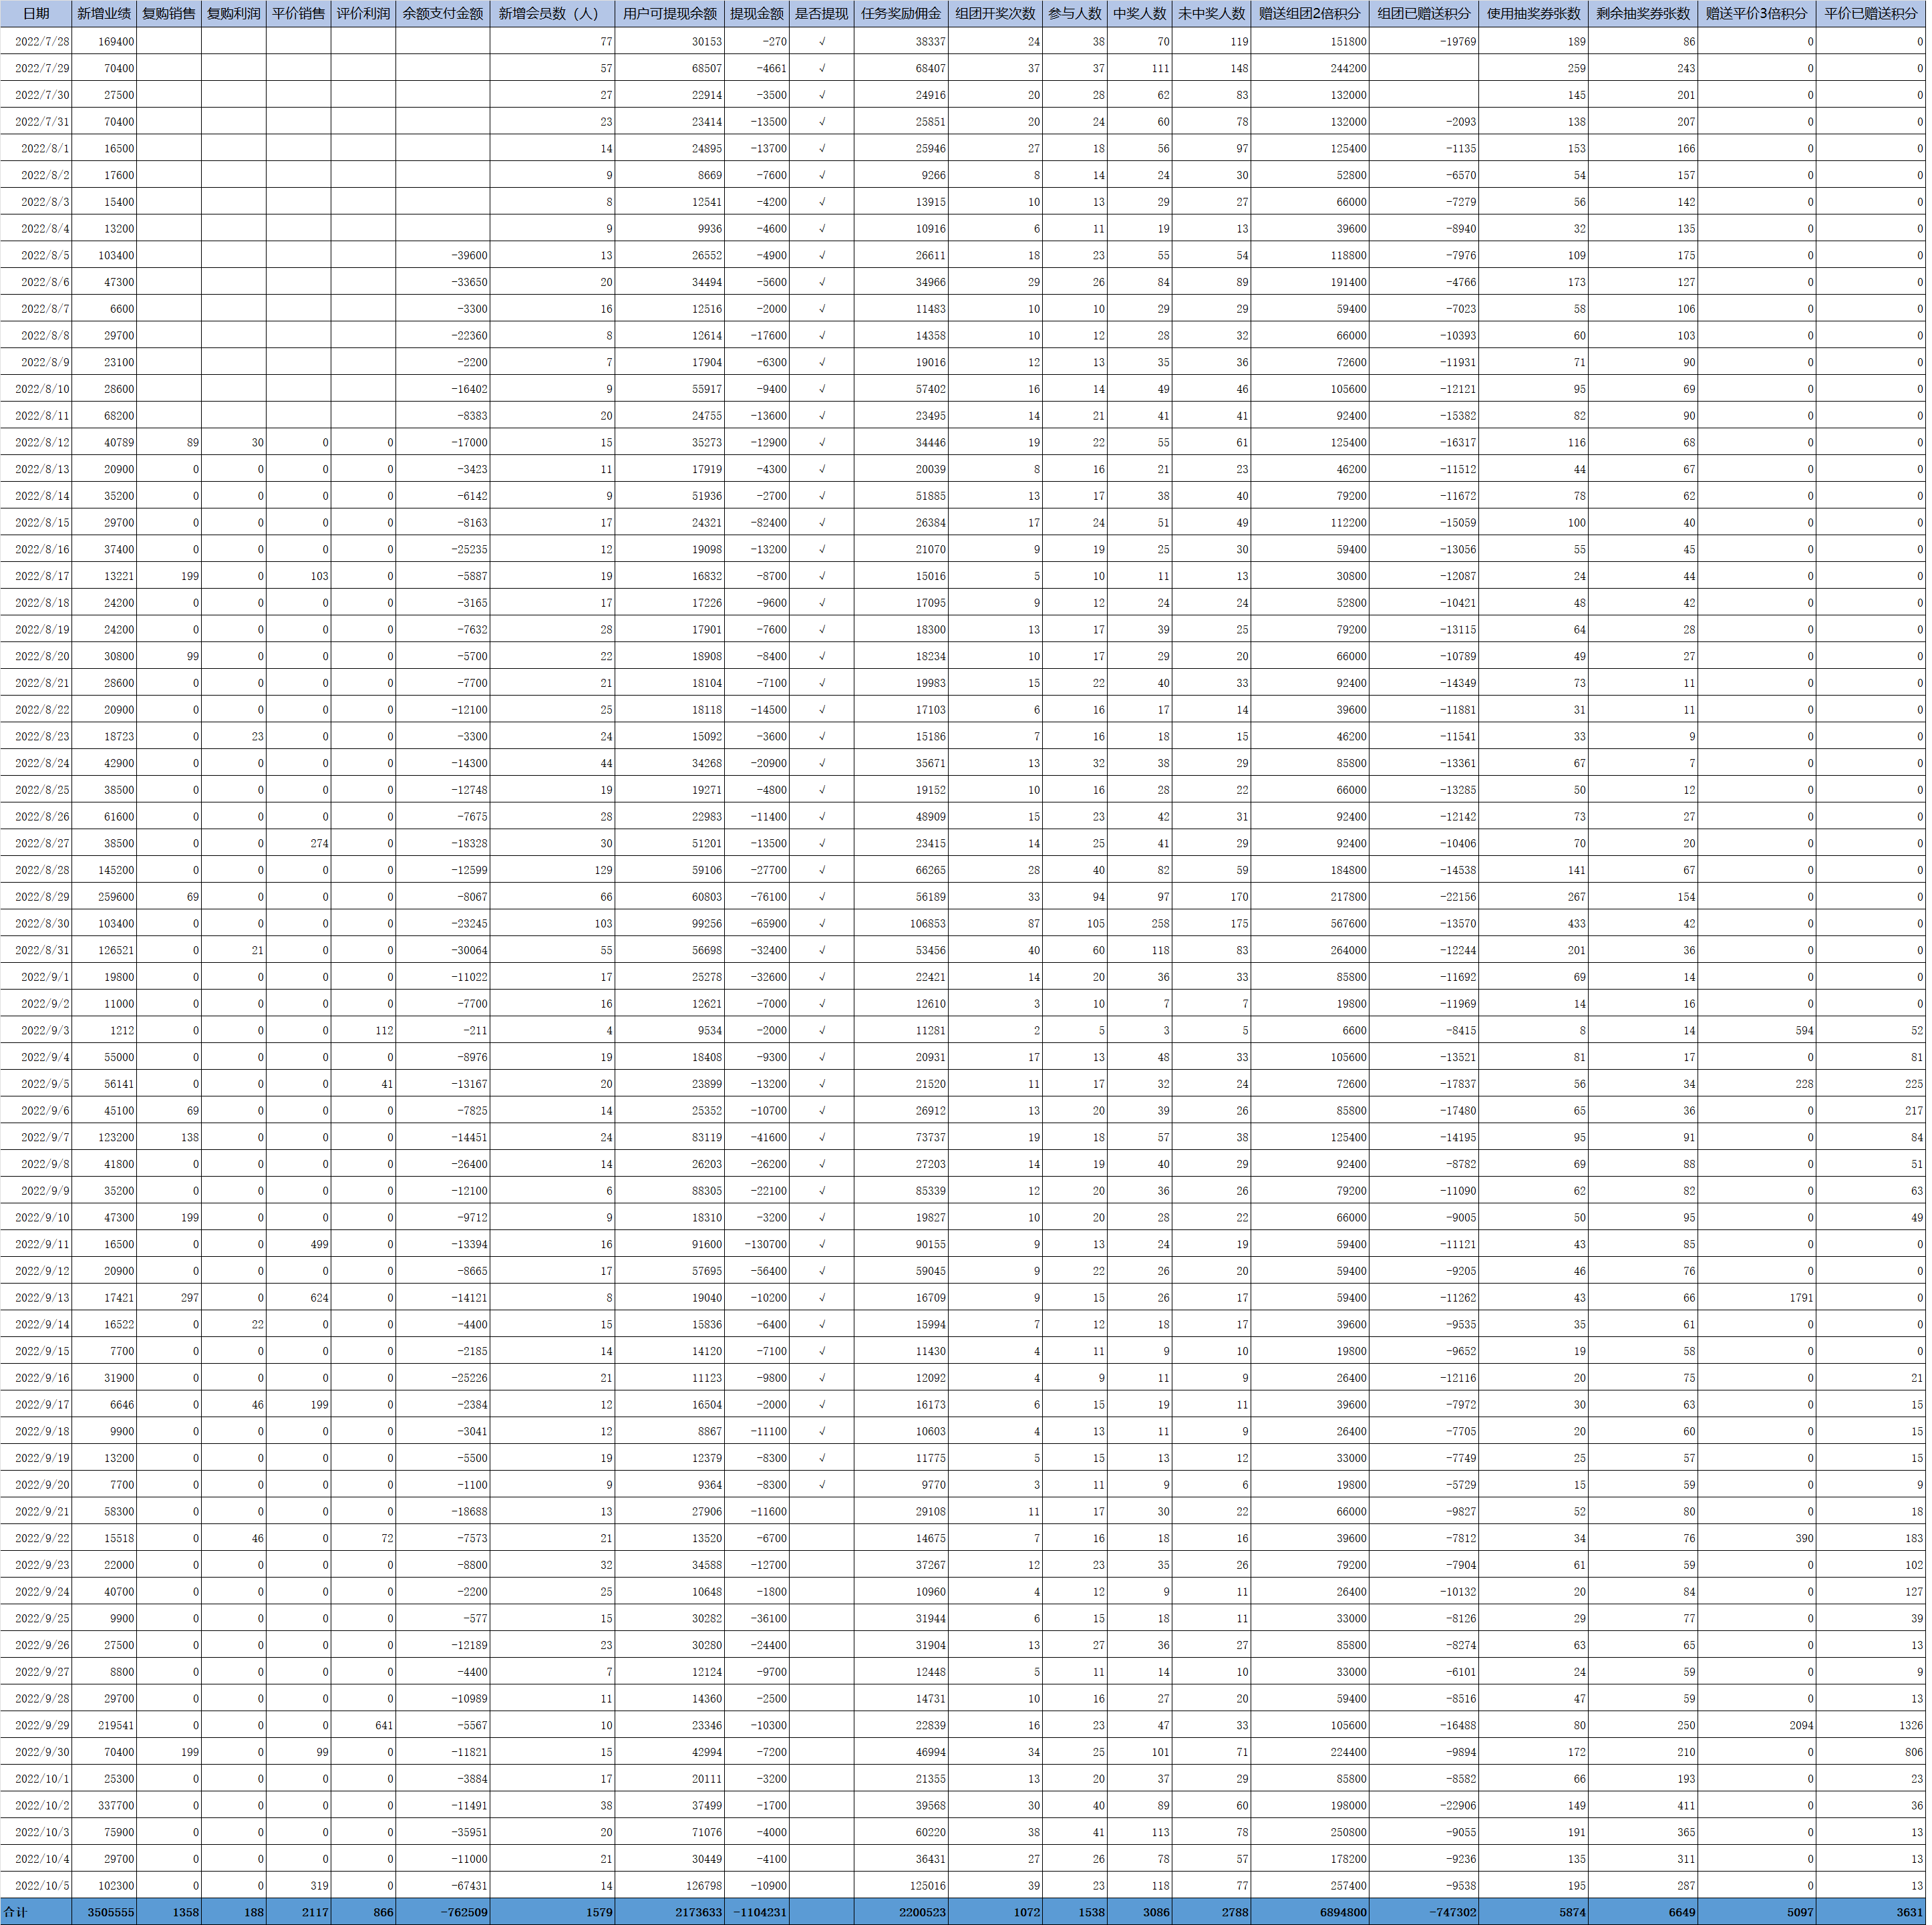 日期 新增业绩 复购销售 复购利润 平价销售 评价利润 余额支付金额 新增会员数（人） 用户可提现余额 提现金额 是否提现 任务奖励佣金 组团开奖次数 参与人数 中奖人数 未中奖人数 赠送组团2倍积分 组团已赠送积分 使用抽奖券张数 剩余抽奖券张数 赠送平价3倍积分 平价已赠送积分
2022/7/28 169400 77 30153 -270 √ 38337 24 38 70 119 151800 -19769 189 86 0 0
2022/7/29 70400 57 68507 -4661 √ 68407 37 37 111 148 244200 259 243 0 0
2022/7/30 27500 27 22914 -3500 √ 24916 20 28 62 83 132000 145 201 0 0
2022/7/31 70400 23 23414 -13500 √ 25851 20 24 60 78 132000 -2093 138 207 0 0
2022/8/1 16500 14 24895 -13700 √ 25946 27 18 56 97 125400 -1135 153 166 0 0
2022/8/2 17600 9 8669 -7600 √ 9266 8 14 24 30 52800 -6570 54 157 0 0
2022/8/3 15400 8 12541 -4200 √ 13915 10 13 29 27 66000 -7279 56 142 0 0
2022/8/4 13200 9 9936 -4600 √ 10916 6 11 19 13 39600 -8940 32 135 0 0
2022/8/5 103400 -39600 13 26552 -4900 √ 26611 18 23 55 54 118800 -7976 109 175 0 0
2022/8/6 47300 -33650 20 34494 -5600 √ 34966 29 26 84 89 191400 -4766 173 127 0 0
2022/8/7 6600 -3300 16 12516 -2000 √ 11483 10 10 29 29 59400 -7023 58 106 0 0
2022/8/8 29700 -22360 8 12614 -17600 √ 14358 10 12 28 32 66000 -10393 60 103 0 0
2022/8/9 23100 -2200 7 17904 -6300 √ 19016 12 13 35 36 72600 -11931 71 90 0 0
2022/8/10 28600 -16402 9 55917 -9400 √ 57402 16 14 49 46 105600 -12121 95 69 0 0
2022/8/11 68200 -8383 20 24755 -13600 √ 23495 14 21 41 41 92400 -15382 82 90 0 0
2022/8/12 40789 89 30 0 0 -17000 15 35273 -12900 √ 34446 19 22 55 61 125400 -16317 116 68 0 0
2022/8/13 20900 0 0 0 0 -3423 11 17919 -4300 √ 20039 8 16 21 23 46200 -11512 44 67 0 0
2022/8/14 35200 0 0 0 0 -6142 9 51936 -2700 √ 51885 13 17 38 40 79200 -11672 78 62 0 0
2022/8/15 29700 0 0 0 0 -8163 17 24321 -82400 √ 26384 17 24 51 49 112200 -15059 100 40 0 0
2022/8/16 37400 0 0 0 0 -25235 12 19098 -13200 √ 21070 9 19 25 30 59400 -13056 55 45 0 0
2022/8/17 13221 199 0 103 0 -5887 19 16832 -8700 √ 15016 5 10 11 13 30800 -12087 24 44 0 0
2022/8/18 24200 0 0 0 0 -3165 17 17226 -9600 √ 17095 9 12 24 24 52800 -10421 48 42 0 0
2022/8/19 24200 0 0 0 0 -7632 28 17901 -7600 √ 18300 13 17 39 25 79200 -13115 64 28 0 0
2022/8/20 30800 99 0 0 0 -5700 22 18908 -8400 √ 18234 10 17 29 20 66000 -10789 49 27 0 0
2022/8/21 28600 0 0 0 0 -7700 21 18104 -7100 √ 19983 15 22 40 33 92400 -14349 73 11 0 0
2022/8/22 20900 0 0 0 0 -12100 25 18118 -14500 √ 17103 6 16 17 14 39600 -11881 31 11 0 0
2022/8/23 18723 0 23 0 0 -3300 24 15092 -3600 √ 15186 7 16 18 15 46200 -11541 33 9 0 0
2022/8/24 42900 0 0 0 0 -14300 44 34268 -20900 √ 35671 13 32 38 29 85800 -13361 67 7 0 0
2022/8/25 38500 0 0 0 0 -12748 19 19271 -4800 √ 19152 10 16 28 22 66000 -13285 50 12 0 0
2022/8/26 61600 0 0 0 0 -7675 28 22983 -11400 √ 48909 15 23 42 31 92400 -12142 73 27 0 0
2022/8/27 38500 0 0 274 0 -18328 30 51201 -13500 √ 23415 14 25 41 29 92400 -10406 70 20 0 0
2022/8/28 145200 0 0 0 0 -12599 129 59106 -27700 √ 66265 28 40 82 59 184800 -14538 141 67 0 0
2022/8/29 259600 69 0 0 0 -8067 66 60803 -76100 √ 56189 33 94 97 170 217800 -22156 267 154 0 0
2022/8/30 103400 0 0 0 0 -23245 103 99256 -65900 √ 106853 87 105 258 175 567600 -13570 433 42 0 0
2022/8/31 126521 0 21 0 0 -30064 55 56698 -32400 √ 53456 40 60 118 83 264000 -12244 201 36 0 0
2022/9/1 19800 0 0 0 0 -11022 17 25278 -32600 √ 22421 14 20 36 33 85800 -11692 69 14 0 0
2022/9/2 11000 0 0 0 0 -7700 16 12621 -7000 √ 12610 3 10 7 7 19800 -11969 14 16 0 0
2022/9/3 1212 0 0 0 112 -211 4 9534 -2000 √ 11281 2 5 3 5 6600 -8415 8 14 594 52
2022/9/4 55000 0 0 0 0 -8976 19 18408 -9300 √ 20931 17 13 48 33 105600 -13521 81 17 0 81
2022/9/5 56141 0 0 0 41 -13167 20 23899 -13200 √ 21520 11 17 32 24 72600 -17837 56 34 228 225
2022/9/6 45100 69 0 0 0 -7825 14 25352 -10700 √ 26912 13 20 39 26 85800 -17480 65 36 0 217
2022/9/7 123200 138 0 0 0 -14451 24 83119 -41600 √ 73737 19 18 57 38 125400 -14195 95 91 0 84
2022/9/8 41800 0 0 0 0 -26400 14 26203 -26200 √ 27203 14 19 40 29 92400 -8782 69 88 0 51
2022/9/9 35200 0 0 0 0 -12100 6 88305 -22100 √ 85339 12 20 36 26 79200 -11090 62 82 0 63
2022/9/10 47300 199 0 0 0 -9712 9 18310 -3200 √ 19827 10 20 28 22 66000 -9005 50 95 0 49
2022/9/11 16500 0 0 499 0 -13394 16 91600 -130700 √ 90155 9 13 24 19 59400 -11121 43 85 0 0
2022/9/12 20900 0 0 0 0 -8665 17 57695 -56400 √ 59045 9 22 26 20 59400 -9205 46 76 0 0
2022/9/13 17421 297 0 624 0 -14121 8 19040 -10200 √ 16709 9 15 26 17 59400 -11262 43 66 1791 0
2022/9/14 16522 0 22 0 0 -4400 15 15836 -6400 √ 15994 7 12 18 17 39600 -9535 35 61 0 0
2022/9/15 7700 0 0 0 0 -2185 14 14120 -7100 √ 11430 4 11 9 10 19800 -9652 19 58 0 0
2022/9/16 31900 0 0 0 0 -25226 21 11123 -9800 √ 12092 4 9 11 9 26400 -12116 20 75 0 21
2022/9/17 6646 0 46 199 0 -2384 12 16504 -2000 √ 16173 6 15 19 11 39600 -7972 30 63 0 15
2022/9/18 9900 0 0 0 0 -3041 12 8867 -11100 √ 10603 4 13 11 9 26400 -7705 20 60 0 15
2022/9/19 13200 0 0 0 0 -5500 19 12379 -8300 √ 11775 5 15 13 12 33000 -7749 25 57 0 15
2022/9/20 7700 0 0 0 0 -1100 9 9364 -8300 √ 9770 3 11 9 6 19800 -5729 15 59 0 9
2022/9/21 58300 0 0 0 0 -18688 13 27906 -11600 29108 11 17 30 22 66000 -9827 52 80 0 18
2022/9/22 15518 0 46 0 72 -7573 21 13520 -6700 14675 7 16 18 16 39600 -7812 34 76 390 183
2022/9/23 22000 0 0 0 0 -8800 32 34588 -12700 37267 12 23 35 26 79200 -7904 61 59 0 102
2022/9/24 40700 0 0 0 0 -2200 25 10648 -1800 10960 4 12 9 11 26400 -10132 20 84 0 127
2022/9/25 9900 0 0 0 0 -577 15 30282 -36100 31944 6 15 18 11 33000 -8126 29 77 0 39
2022/9/26 27500 0 0 0 0 -12189 23 30280 -24400 31904 13 27 36 27 85800 -8274 63 65 0 13
2022/9/27 8800 0 0 0 0 -4400 7 12124 -9700 12448 5 11 14 10 33000 -6101 24 59 0 9
2022/9/28 29700 0 0 0 0 -10989 11 14360 -2500 14731 10 16 27 20 59400 -8516 47 59 0 13
2022/9/29 219541 0 0 0 641 -5567 10 23346 -10300 22839 16 23 47 33 105600 -16488 80 250 2094 1326
2022/9/30 70400 199 0 99 0 -11821 15 42994 -7200 46994 34 25 101 71 224400 -9894 172 210 0 806
2022/10/1 25300 0 0 0 0 -3884 17 20111 -3200 21355 13 20 37 29 85800 -8582 66 193 0 23
2022/10/2 337700 0 0 0 0 -11491 38 37499 -1700 39568 30 40 89 60 198000 -22906 149 411 0 36
2022/10/3 75900 0 0 0 0 -35951 20 71076 -4000 60220 38 41 113 78 250800 -9055 191 365 0 13
2022/10/4 29700 0 0 0 0 -11000 21 30449 -4100 36431 27 26 78 57 178200 -9236 135 311 0 13
2022/10/5 102300 0 0 319 0 -67431 14 126798 -10900 125016 39 23 118 77 257400 -9538 195 287 0 13
合计 3505555 1358 188 2117 866 -762509 1579 2173633 -1104231 2200523 1072 1538 3086 2788 6894800 -747302 5874 6649 5097 3631